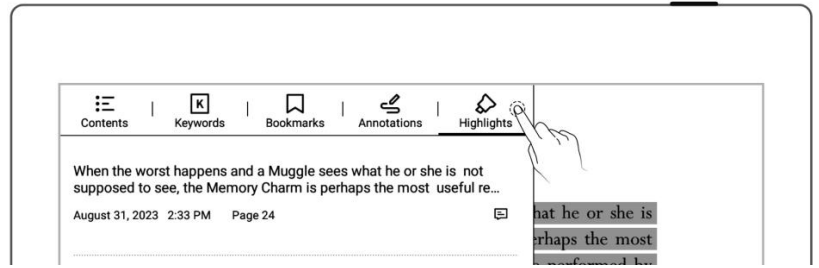 Contents
K
Keywords
Bookmarks
Annotations
Highlights
When the worst happens and a Muggle sees what he or she is not
supposed to see, the Memory Charm is perhaps the most useful re...
August 31, 2023 2:33 PM Page 24
hat he or she is
erhaps the most
performed by